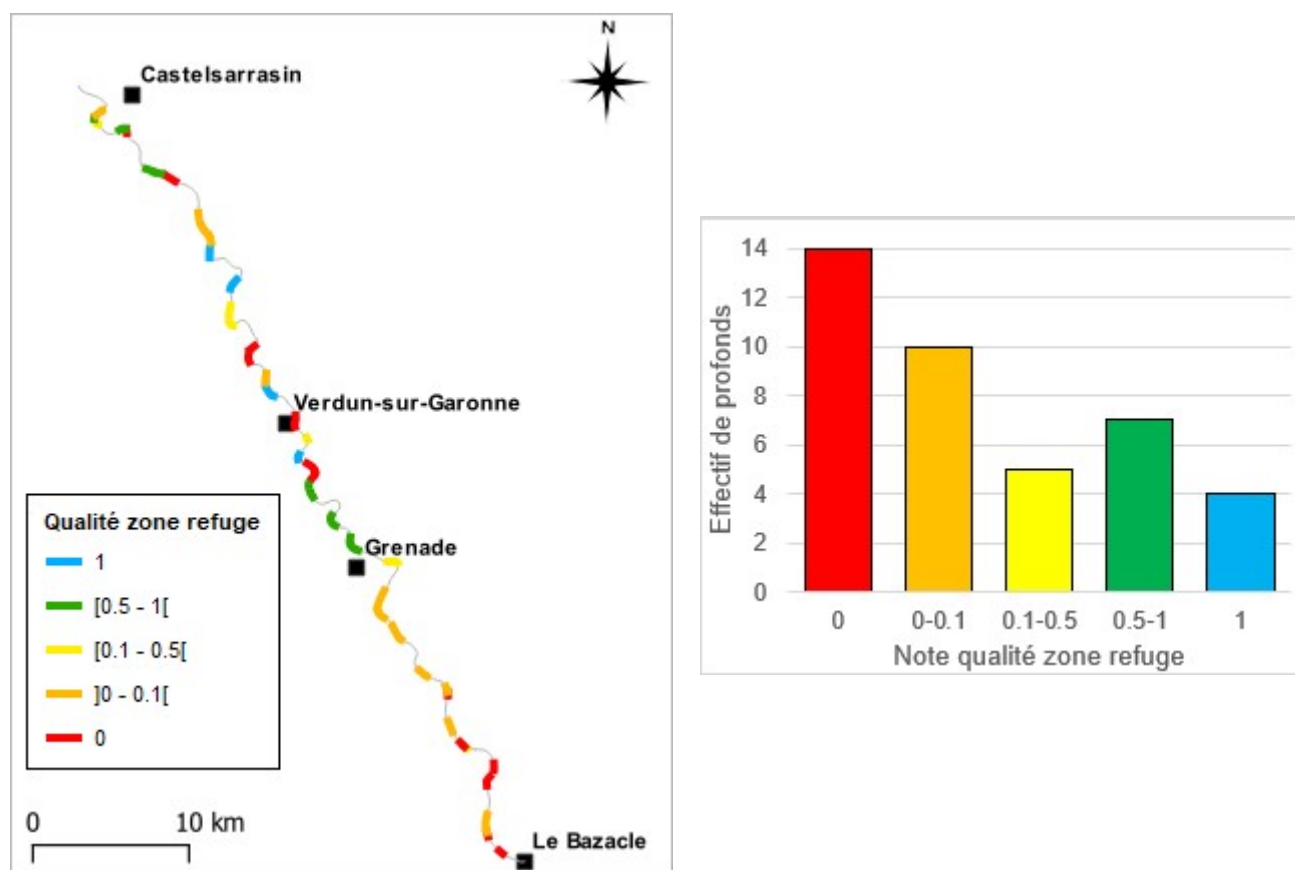 N
Castelsarrasin
Verdun-sur-Garonne
Grenade
Le Bazacle
Qualité zone refuge
1
[0.5 - 1[
[0.1 - 0.5[
]0 - 0.1[
0
0 10 km
Effectif de profonds
14
12
10
8
6
4
2
0
0 0-0.1 0.1-0.5 0.5-1 1
Note qualité zone refuge